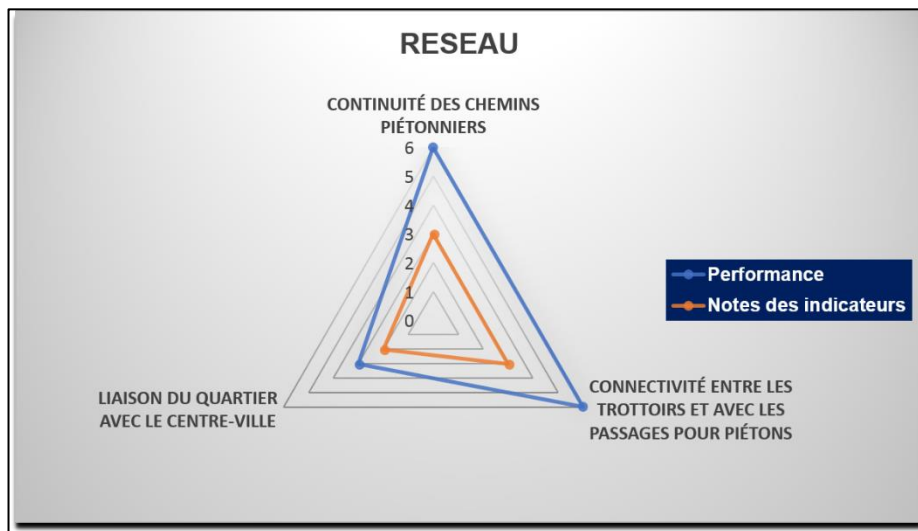 RESEAU
CONTINUITÉ DES CHEMINS
PIÉTONNIERS
6
5
4
3
2
1
0
Performance
Notes des indicateurs
LIAISON DU QUARTIER
AVEC LE CENTRE-VILLE
CONNECTIVITÉ ENTRE LES
TROTTOIRS ET AVEC LES
PASSAGES POUR PIÉTONS